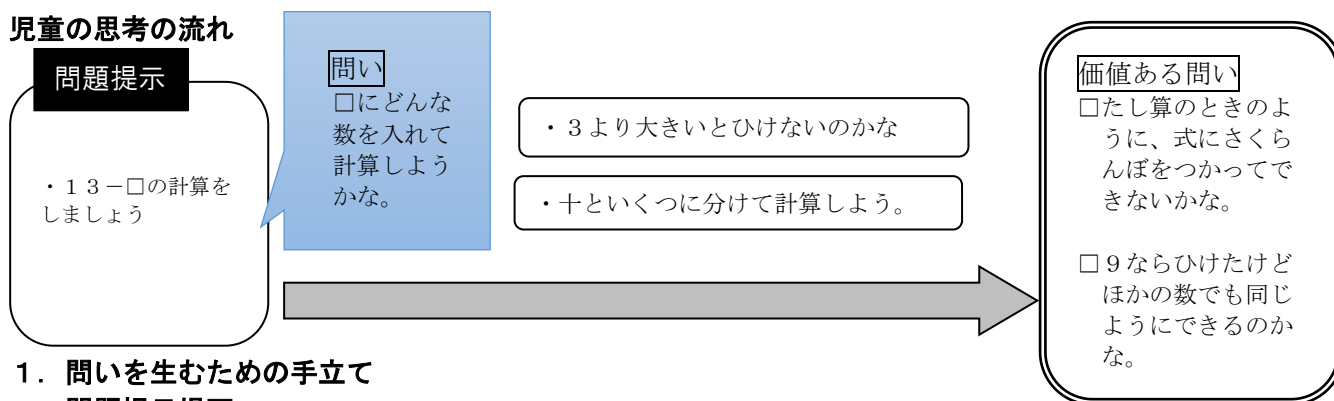 児童の思考の流れ
問題提示
・13－□の計算を
しましょう
問い
□にどんな
数を入れて
計算しよう
かな。
・3より大きいとひけないのかな
・十といくつに分けて計算しよう。
価値ある問い
□たし算のときのよ
うに、式にさくら
んぼをつかってで
きないかな。
□9ならひけたけど
ほかの数でも同じ
ようにできるのか
な。
1．問いを生むための手立て